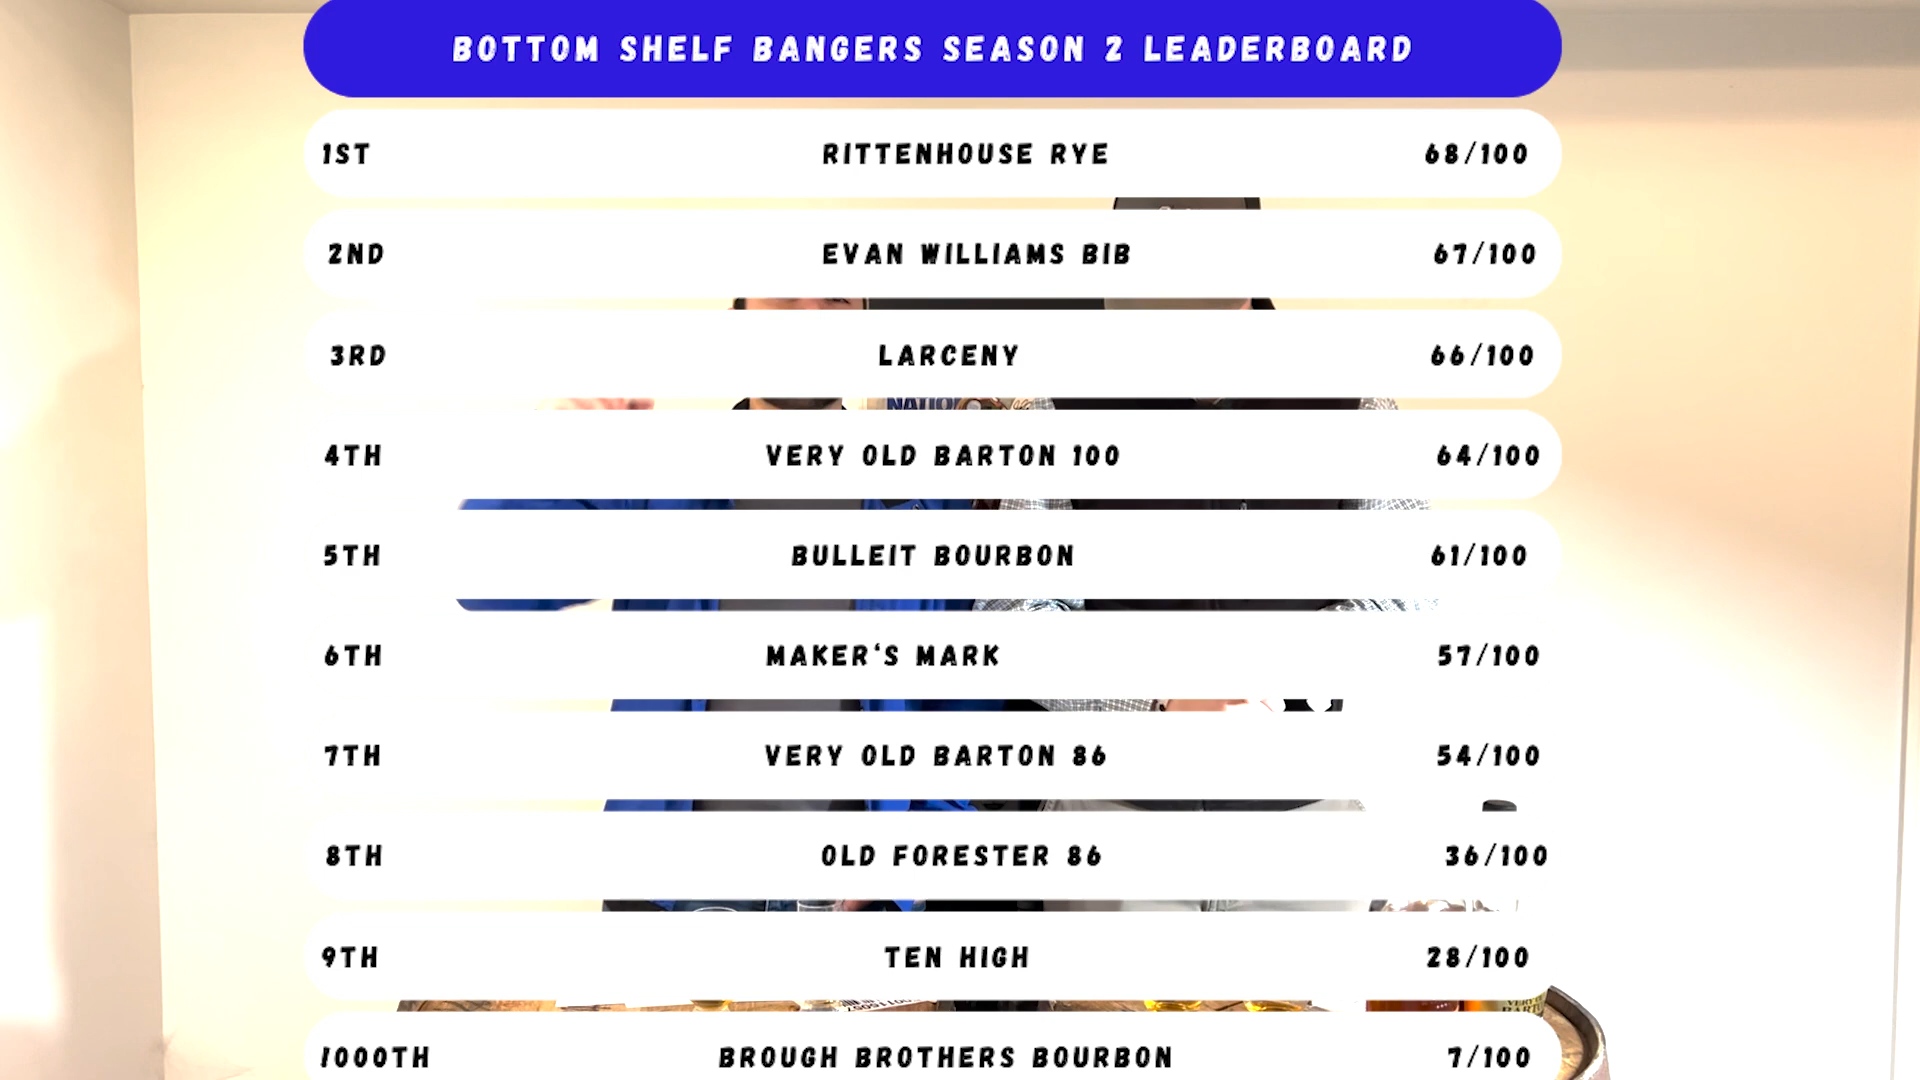 BOTTOM SHELF BANGERS SEASON 2 LEADERBOARD
1ST RITTENHOUSE RYE 68/100
2ND EVAN WILLIAMS BIB 67/100
3RD LARCENY 66/100
NATIO
4TH VERY OLD BARTON 100 64/100
5TH BULLEIT BOURBON 61/100
6TH MAKER'S MARK 57/100
7TH VERY OLD BARTON 86 54/100
8TH OLD FORESTER 86 36/100
9TH TEN HIGH 28/100
1000TH BROUGH BROTHERS BOURBON 7/100